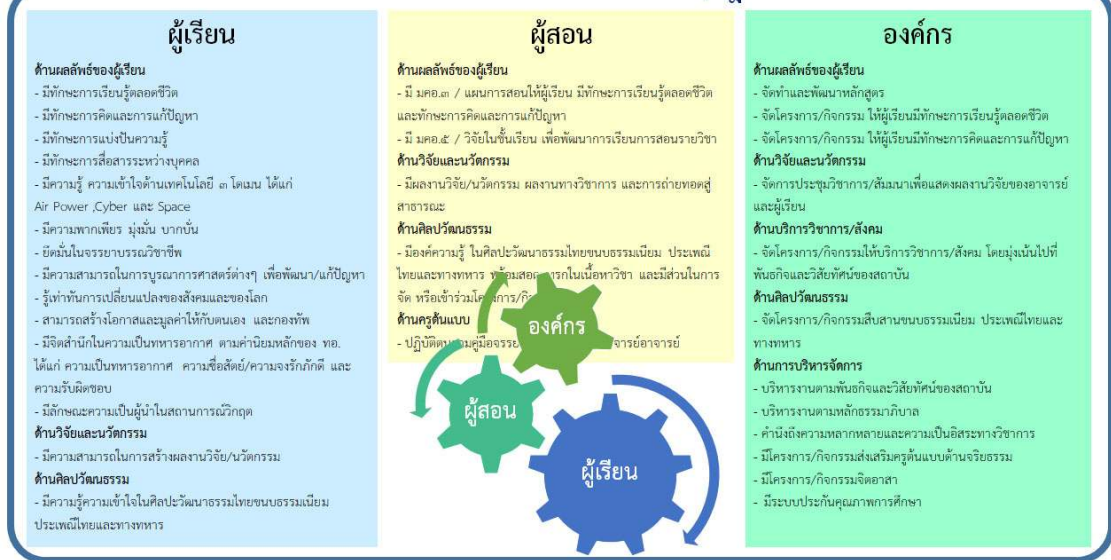 ผู้เรียน
ด้านผลลัพธ์ของผู้เรียน
- มีทักษะการเรียนรู้ตลอดชีวิต
- มีทักษะการคิดและการแก้ปัญหา
- มีทักษะการแบ่งปันความรู้
- มีทักษะการสื่อสารระหว่างบุคคล
- มีความรู้ ความเข้าใจด้านเทคโนโลยี ๓ โดเมน ได้แก่
Air Power ,Cyber และ Space
- มีความพากเพียร มุ่งมั่น บากบั่น
- ยึดมั่นในจรรยาบรรณวิชาชีพ
- มีความสามารถในการบูรณาการศาสตร์ต่างๆ เพื่อพัฒนา/แก้ปัญหา
- รู้เท่าทันการเปลี่ยนแปลงของสังคมและของโลก
- สามารถสร้างโอกาสและมูลค่าให้กับตนเอง และกองทัพ
- มีจิตสำนึกในความเป็นทหารอากาศ ตามค่านิยมหลักของ ทอ.
ได้แก่ ความเป็นทหารอากาศ ความซื่อสัตย์/ความจงรักภักดี และ
ความรับผิดชอบ
- มีลักษณะความเป็นผู้นำในสถานการณ์วิกฤต
ด้านวิจัยและนวัตกรรม
- มีความสามารถในการสร้างผลงานวิจัย/นวัตกรรม
ด้านศิลปวัฒนธรรม
- มีความรู้ความเข้าใจในศิลปะวัฒนาธรรมไทยขนบธรรมเนียม
ประเพณีไทยและทางทหาร
ผู้สอน
ด้านผลลัพธ์ของผู้เรียน
- มี มคอ.๓ / แผนการสอนให้ผู้เรียน มีทักษะการเรียนรู้ตลอดชีวิต
และทักษะการคิดและการแก้ปัญหา
- มี มคอ.๕ / วิจัยในชั้นเรียน เพื่อพัฒนาการเรียนการสอนรายวิชา
ด้านวิจัยและนวัตกรรม
- มีผลงานวิจัย/นวัตกรรม ผลงานทางวิชาการ และการถ่ายทอดสู่
สาธารณะ
ด้านศิลปวัฒนธรรม
- มีองค์ความรู้ ในศิลปะวัฒนาธรรมไทยขนบธรรมเนียม ประเพณี
ไทยและทางทหาร ในเนื้อหาวิชา และมีส่วนในการ
จัด หรือเข้าร่วม
ด้านครูต้นแบบ
- ปฏิบัติ
องค์กร
ผู้สอน
ผู้เรียน
องค์กร
ด้านผลลัพธ์ของผู้เรียน
- จัดทำและพัฒนาหลักสูตร
- จัดโครงการ/กิจกรรม ให้ผู้เรียนมีทักษะการเรียนรู้ตลอดชีวิต
- จัดโครงการ/กิจกรรม ให้ผู้เรียนมีทักษะการคิดและการแก้ปัญหา
ด้านวิจัยและนวัตกรรม
- จัดการประชุมวิชาการ/สัมมนาเพื่อแสดงผลงานวิจัยของอาจารย์
และผู้เรียน
ด้านบริการวิชาการ/สังคม
- จัดโครงการ/กิจกรรมให้บริการวิชาการ/สังคม โดยมุ่งเน้นไปที่
พันธกิจและวิสัยทัศน์ของสถาบัน
ด้านศิลปวัฒนธรรม
- จัดโครงการ/กิจกรรมสืบสานขนบธรรมเนียม ประเพณีไทยและ
ทางทหาร
ด้านการบริหารจัดการ
- บริหารงานตามพันธกิจและวิสัยทัศน์ของสถาบัน
- บริหารงานตามหลักธรรมาภิบาล
- คำนึงถึงความหลากหลายและความเป็นอิสระทางวิชาการ
- มีโครงการ/กิจกรรมส่งเสริมครูต้นแบบด้านจริยธรรม
- มีโครงการ/กิจกรรมจิตอาสา
- มีระบบประกันคุณภาพการศึกษา